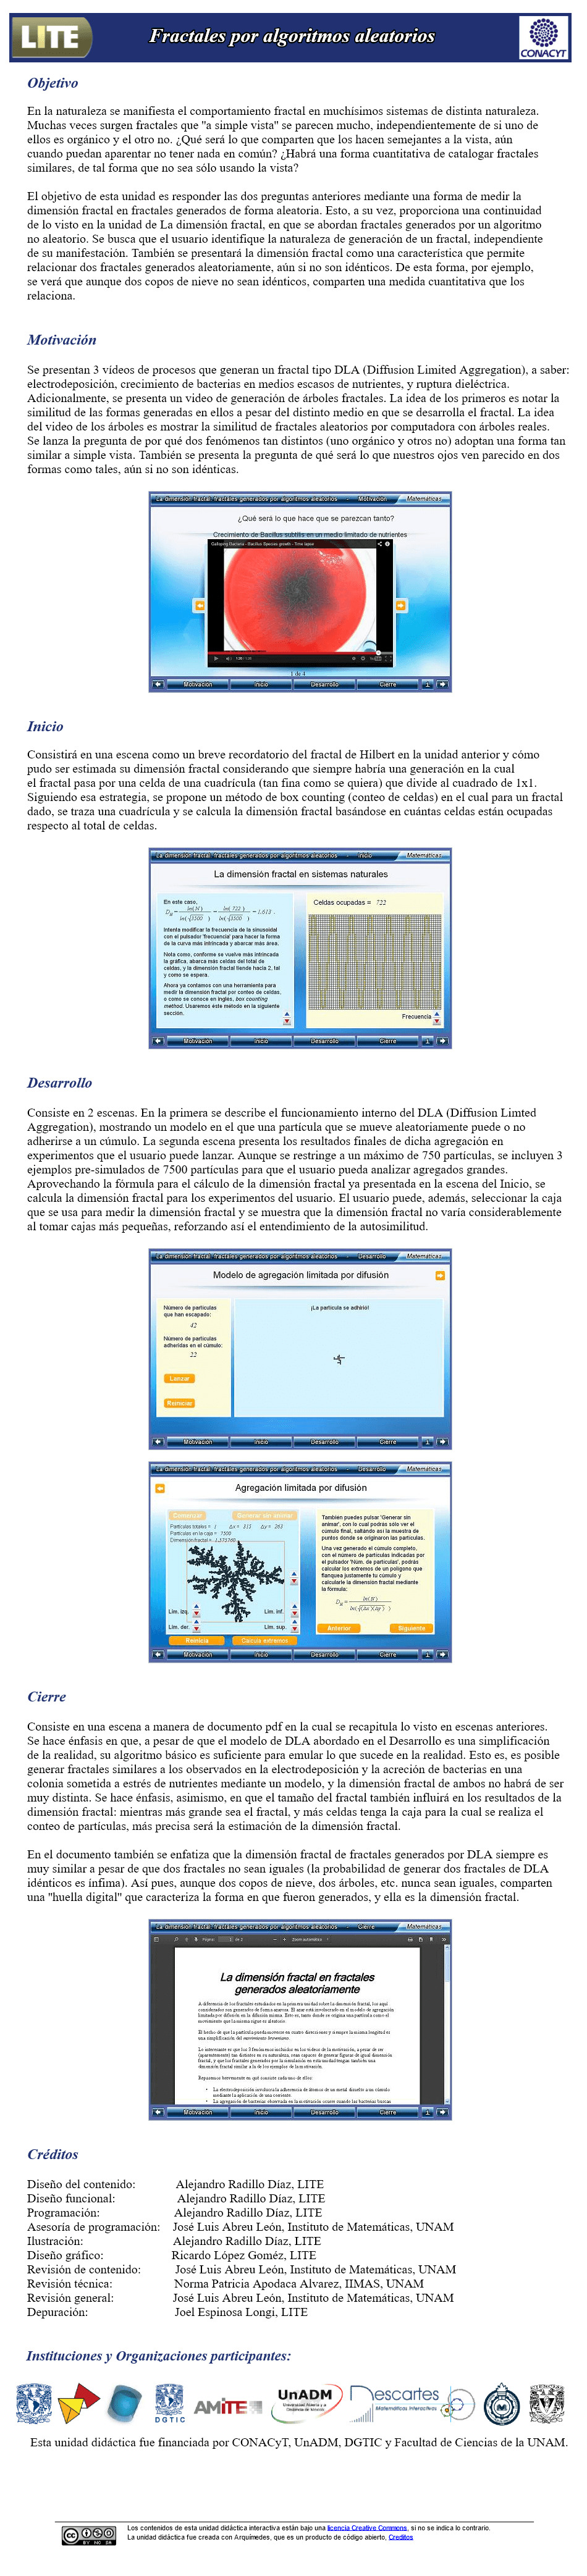 LITE
Fractales por algoritmos aleatorios
CONACYT
Objetivo
En la naturaleza se manifiesta el comportamiento fractal en muchísimos sistemas de distinta naturaleza.
Muchas veces surgen fractales que "a simple vista" se parecen mucho, independientemente de si uno de
ellos es orgánico y el otro no. ¿Qué será lo que comparten que los hacen semejantes a la vista, aún
cuando puedan aparentar no tener nada en común? ¿Habrá una forma cuantitativa de catalogar fractales
similares, de tal forma que no sea sólo usando la vista?
El objetivo de esta unidad es responder las dos preguntas anteriores mediante una forma de medir la
dimensión fractal en fractales generados de forma aleatoria. Esto, a su vez, proporciona una continuidad
de lo visto en la unidad de La dimensión fractal, en que se abordan fractales generados por un algoritmo
no aleatorio. Se busca que el usuario identifique la naturaleza de generación de un fractal, independiente
de su manifestación. También se presentará la dimensión fractal como una característica que permite
relacionar dos fractales generados aleatoriamente, aún si no son idénticos. De esta forma, por ejemplo,
se verá que aunque dos copos de nieve no sean idénticos, comparten una medida cuantitativa que los
relaciona.
Motivación
Se presentan 3 vídeos de procesos que generan un fractal tipo DLA (Diffusion Limited Aggregation), a saber:
electrodeposición, crecimiento de bacterías en medios escasos de nutrientes, y ruptura dieléctrica.
Adicionalmente, se presenta un video de generación de árboles fractales. La idea de los primeros es notar la
similitud de las formas generadas en ellos a pesar del distinto medio en que se desarrolla el fractal. La idea
del video de los árboles es mostrar la similitud de fractales aleatorios por computadora con árboles reales.
Se lanza la pregunta de por qué dos fenómenos tan distintos (uno orgánico y otros no) adoptan una forma tan
similar a simple vista. También se presenta la pregunta de qué será lo que nuestros ojos ven parecido en dos
formas como tales, aún si no son idénticas.
La dimensión fractal: fractales generados por algoritmos aleatorios - Motivación Matemáticas
¿Qué será lo que hace que se parezcan tanto?
Crecimiento de Bacillus subtilis en un medio limitado de nutrientes
1 de 4
Motivación Inicio Desarrollo Cierre 1
Inicio
Consistirá en una escena como un breve recordatorio del fractal de Hilbert en la unidad anterior y cómo
pudo ser estimada su dimensión fractal considerando que siempre habría una generación en la cual
el fractal pasa por una celda de una cuadrícula (tan fina como se quiera) que divide al cuadrado de 1x1.
Siguiendo esa estrategia, se propone un método de box counting (conteo de celdas) en el cual para un fractal
dado, se traza una cuadrícula y se calcula la dimensión fractal basándose en cuántas celdas están ocupadas
respecto al total de celdas.
La dimensión fractal: fractales generados por algoritmos aleatorios - Inicio Matemáticas
La dimensión fractal en sistemas naturales
En este caso,
Intenta modificar la frecuencia de la sinusoidal
con el pulsador 'frecuencia' para hacer la forma
de la curva más intrincada y abarcar más área.
Nota como, conforme se vuelve más intrincada
la gráfica, abarca más celdas del total de
celdas, y la dimensión fractal tiende hacia 2, tal
y como se espera.
Ahora ya contamos con una herramienta para
medir la dimensión fractal por conteo de celdas,
o como se conoce en ingles, box counting
method. Usaremos éste método en la siguiente
sección.
Celdas ocupadas = 722
Frecuencia
Motivación Inicio Desarrollo Cierre 1
Desarrollo
Consiste en 2 escenas. En la primera se describe el funcionamiento interno del DLA (Diffusion Limted
Aggregation), mostrando un modelo en el que una partícula que se mueve aleatoriamente puede o no
adherirse a un cúmulo. La segunda escena presenta los resultados finales de dicha agregación en
experimentos que el usuario puede lanzar. Aunque se restringe a un máximo de 750 partículas, se incluyen 3
ejemplos pre-simulados de 7500 partículas para que el usuario pueda analizar agregados grandes.
Aprovechando la fórmula para el cálculo de la dimensión fractal ya presentada en la escena del Inicio, se
calcula la dimensión fractal para los experimentos del usuario. El usuario puede, además, seleccionar la caja
que se usa para medir la dimensión fractal y se muestra que la dimensión fractal no varía considerablemente
al tomar cajas más pequeñas, reforzando así el entendimiento de la autosimilitud.
La dimensión fractal: fractales generados por algoritmos aleatorios - Desarrollo Matemáticas
Modelo de agregación limitada por difusión
Número de partículas
que han escapado:
42
Número de partículas
adheridas en el cúmulo:
22
Lanzar
Reiniciar
¡La partícula se adhirió!
Motivación Inicio Desarrollo Cierre 1
La dimensión fractal: fractales generados por algoritmos aleatorios - Desarrollo Matemáticas
Agregación limitada por difusión
Comenzar Generar sin animar
Partículas en la caja = 7500
Lim. izq. Lim. inf.
Lim. der. Lim. sup.
Reinicia Calcula extremos
También puedes pulsar 'Generar sin
animar', con lo cual podrás sólo ver el
cúmulo final, saltando así la muestra de
puntos donde se originaron las partículas.
Una vez generado el cúmulo completo,
con el numero de partículas indicadas por
el pulsador 'Núm. de partículas', podrás
calcular los extremos de un polígono que
flanquea justamente tu cúmulo y
calcularle la dimensión fractal mediante
la fórmula:
Anterior Siguiente
Motivación Inicio Desarrollo Cierre 1
Cierre
Consiste en una escena a manera de documento pdf en la cual se recapitula lo visto en escenas anteriores.
Se hace énfasis en que, a pesar de que el modelo de DLA abordado en el Desarrollo es una simplificación
de la realidad, su algoritmo básico es suficiente para emular lo que sucede en la realidad. Esto es, es posible
generar fractales similares a los observados en la electrodeposición y la acreción de bacterias en una
colonia sometida a estrés de nutrientes mediante un modelo, y la dimensión fractal de ambos no habrá de ser
muy distinta. Se hace énfasis, asimismo, en que el tamaño del fractal también influirá en los resultados de la
dimensión fractal: mientras más grande sea el fractal, y más celdas tenga la caja para la cual se realiza el
conteo de partículas, más precisa será la estimación de la dimensión fractal.
En el documento también se enfatiza que la dimensión fractal de fractales generados por DLA siempre es
muy similar a pesar de que dos fractales no sean iguales (la probabilidad de generar dos fractales de DLA
idénticos es ínfima). Así pues, aunque dos copos de nieve, dos árboles, etc. nunca sean iguales, comparten
una "huella digital" que caracteriza la forma en que fueron generados, y ella es la dimensión fractal.
La dimensión fractal: fractales generados por algoritmos aleatorios - Cierre Matemáticas
La dimensión fractal en fractales
generados aleatoriamente
Motivación Inicio Desarrollo Cierre 1
Créditos
Diseño del contenido: Alejandro Radillo Díaz, LITE
Diseño funcional: Alejandro Radillo Díaz, LITE
Programación: Alejandro Radillo Díaz, LITE
Asesoría de programación: José Luis Abreu León, Instituto de Matemáticas, UNAM
Ilustración: Alejandro Radillo Díaz, LITE
Diseño gráfico: Ricardo López Goméz, LITE
Revisión de contenido: José Luis Abreu León, Instituto de Matemáticas, UNAM
Revisión técnica: Norma Patricia Apodaca Alvarez, IIMAS, UNAM
Revisión general: José Luis Abreu León, Instituto de Matemáticas, UNAM
Depuración: Joel Espinosa Longi, LITE
Instituciones y Organizaciones participantes:
DGTIC
AMITE
UnADM
Descartes
Matemáticas Interactivas
Esta unidad didáctica fue financiada por CONACyT, UnADM, DGTIC y Facultad de Ciencias de la UNAM.
Los contenidos de esta unidad didáctica interactiva están bajo una licencia Creative Commons, si no se indica lo contrario.
La unidad didáctica fue creada con Arquímedes, que es un producto de código abierto, Creditos
CC BY NC SA